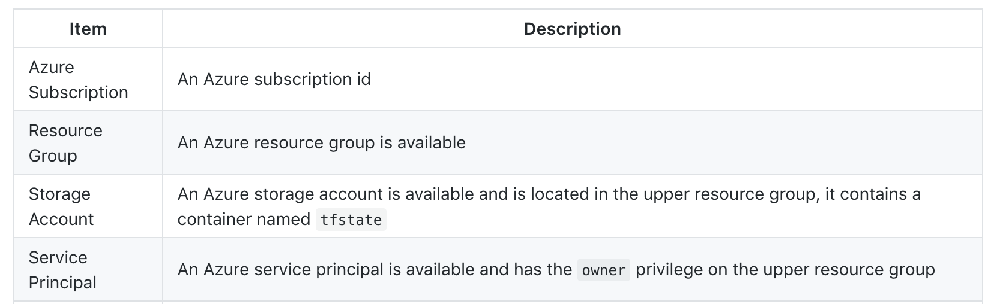 Item
Description
Azure
Subscription
An Azure subscription id
Resource
Group
An Azure resource group is available
Storage
Account
An Azure storage account is available and is located in the upper resource group, it contains a
container named tfstate
Service
Principal
An Azure service principal is available and has the owner privilege on the upper resource group